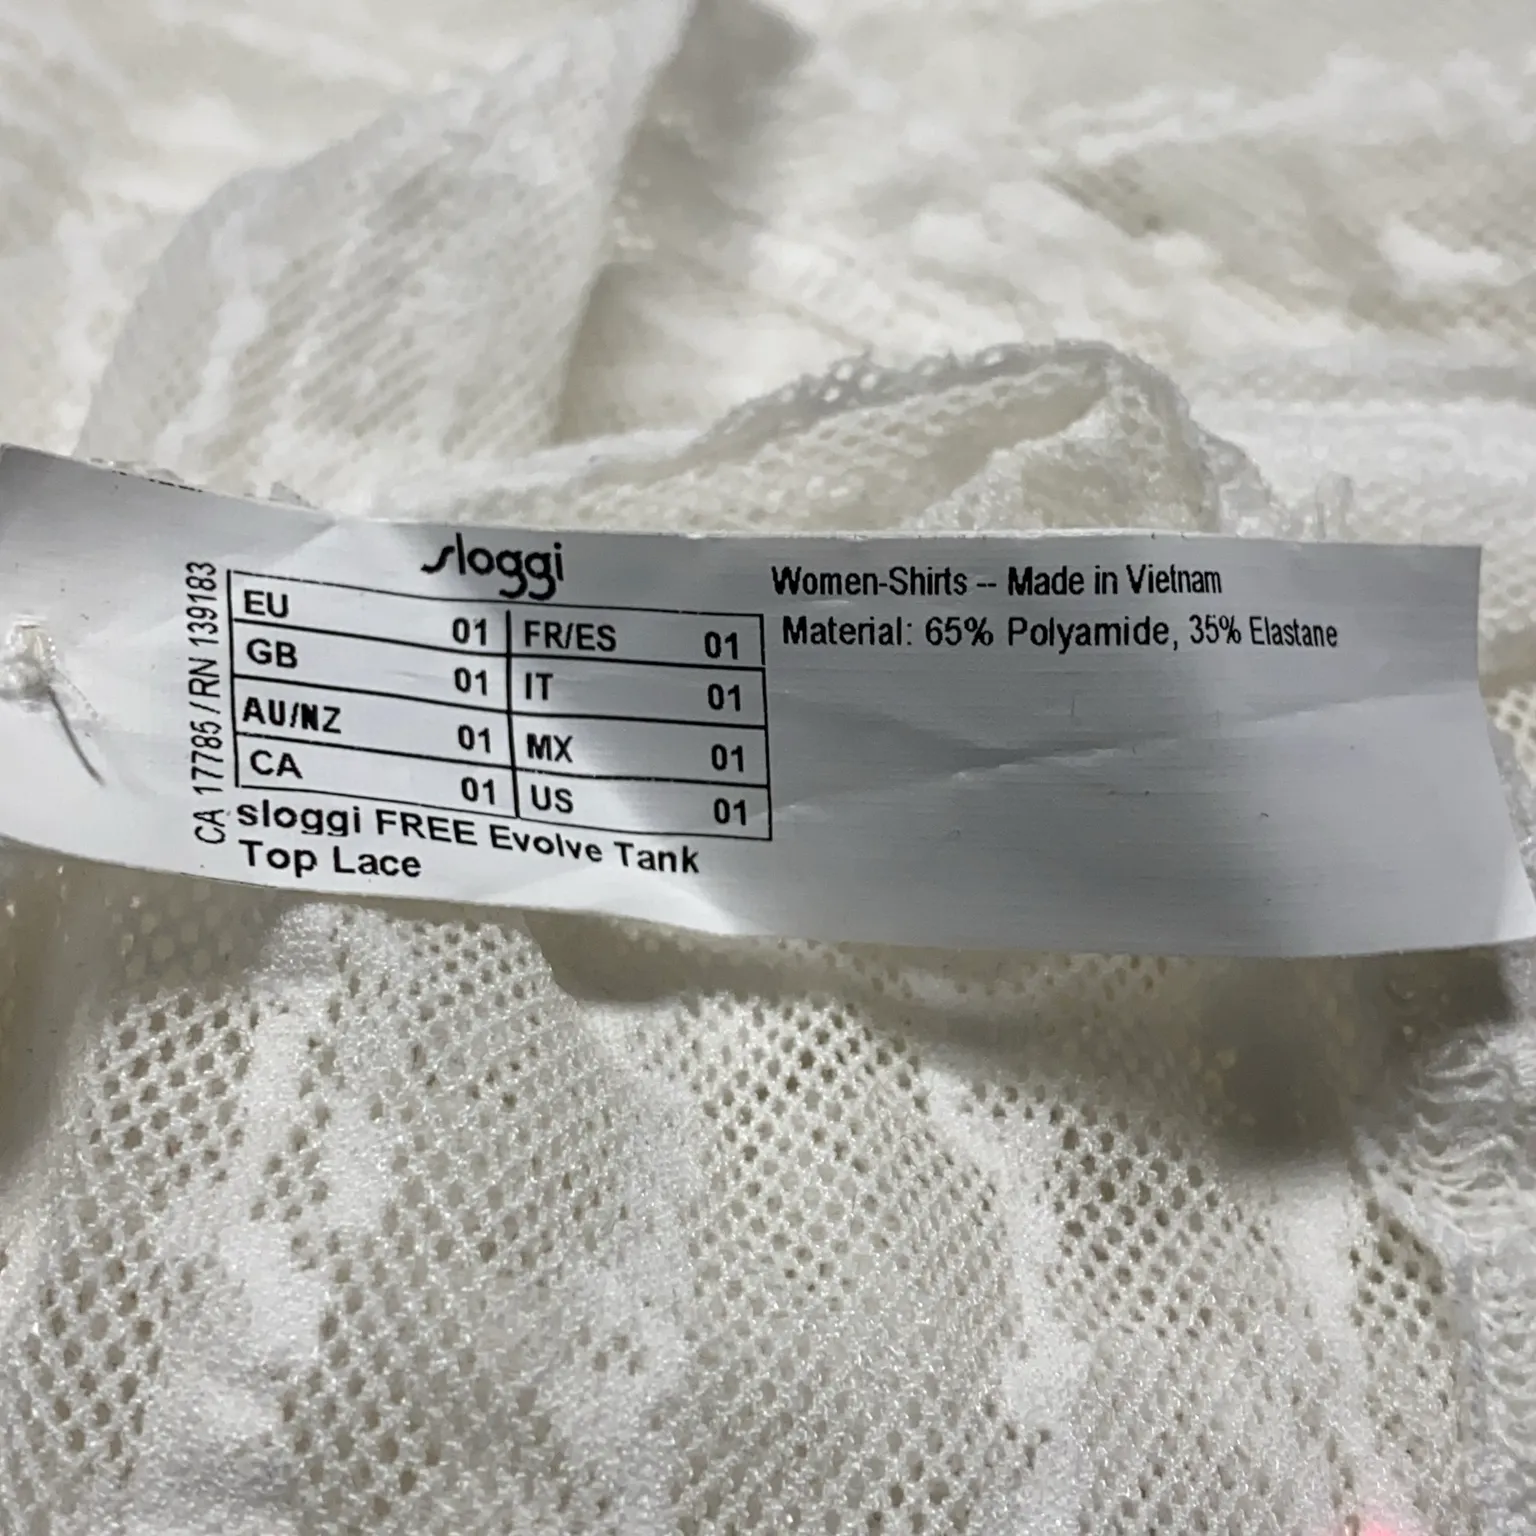 sloggi
CA 17785 / RN 139183
EU 01 FR/ES 01
GB 01 IT 01
AU/NZ 01 MX 01
CA 01 US 01
sloggi FREE Evolve Tank
Top Lace
Women-Shirts -- Made in Vietnam
Material: 65% Polyamide, 35% Elastane